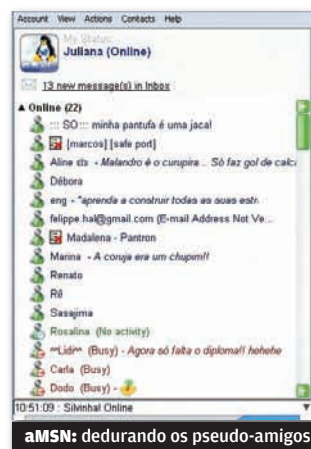 Account View Actions Contacts Help
My Status:
Juliana (Online)
13 new message(s) in Inbox
Online (22)
::: SO::: minha pantufa é uma jaca!
[marcos] [safe pod]
Aline sts - Malandro é o curupira... Só faz gol de calca
Débora
eng - "aprenda a construir todas as suas estr.
felippe.hal@gmail.com (E-mail Address Not Ve...
Madalena - Pantron
Marina - A coruja era um chupim!!
Renato
Rê
Sasajima
Rosalina (No activity)
^^Lidi^^ (Busy) - Agora só falta o diploma!! hehehe
Carla (Busy)
Dodo (Busy) -
10:51:09 : Silvinhal Online
aMSN: dedurando os pseudo-amigos